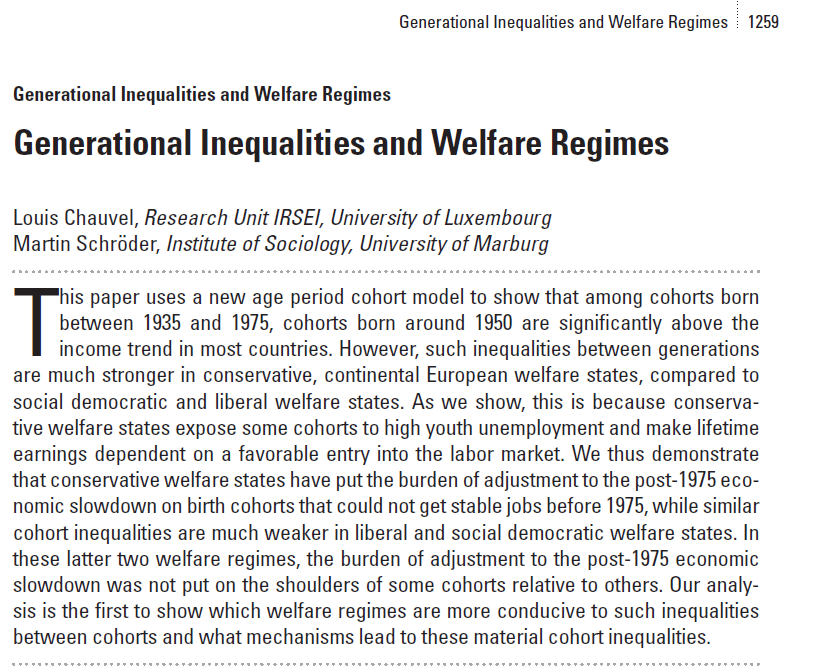 Generational Inequalities and Welfare Regimes 1259
Generational Inequalities and Welfare Regimes
Generational Inequalities and Welfare Regimes
Louis Chauvel, Research Unit IRSEI, University of Luxembourg
Martin Schröder, Institute of Sociology, University of Marburg
This paper uses a new age period cohort model to show that among cohorts born
between 1935 and 1975, cohorts born around 1950 are significantly above the
income trend in most countries. However, such inequalities between generations
are much stronger in conservative, continental European welfare states, compared to
social democratic and liberal welfare states. As we show, this is because conserva-
tive welfare states expose some cohorts to high youth unemployment and make lifetime
earnings dependent on a favorable entry into the labor market. We thus demonstrate
that conservative welfare states have put the burden of adjustment to the post-1975 eco-
nomic slowdown on birth cohorts that could not get stable jobs before 1975, while similar
cohort inequalities are much weaker in liberal and social democratic welfare states. In
these latter two welfare regimes, the burden of adjustment to the post-1975 economic
slowdown was not put on the shoulders of some cohorts relative to others. Our analy-
sis is the first to show which welfare regimes are more conducive to such inequalities
between cohorts and what mechanisms lead to these material cohort inequalities.